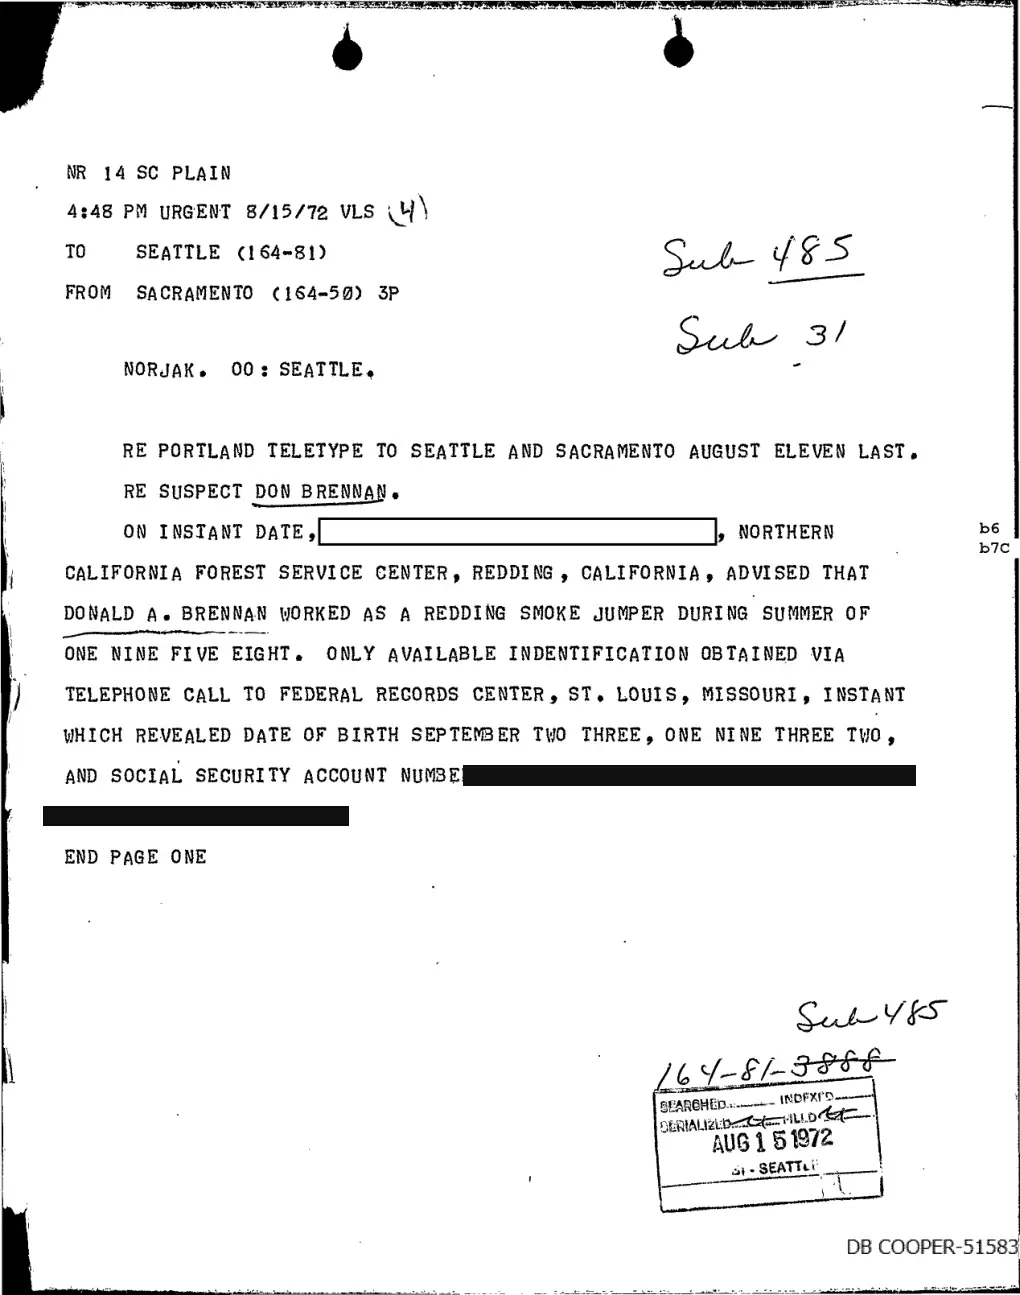 NR 14 SC PLAIN
4:48 PM URGENT 8/15/72 VLS (4)
TO SEATTLE (164-81)
FROM SACRAMENTO (164-50) 3P
Sub 485
Sub 31
NORJAK. OO: SEATTLE.
RE PORTLAND TELETYPE TO SEATTLE AND SACRAMENTO AUGUST ELEVEN LAST.
RE SUSPECT DON BRENNAN.
ON INSTANT DATE, , NORTHERN
b6
b7C
CALIFORNIA FOREST SERVICE CENTER, REDDING, CALIFORNIA, ADVISED THAT
DONALD A. BRENNAN WORKED AS A REDDING SMOKE JUMPER DURING SUMMER OF
ONE NINE FIVE EIGHT. ONLY AVAILABLE INDENTIFICATION OBTAINED VIA
TELEPHONE CALL TO FEDERAL RECORDS CENTER, ST. LOUIS, MISSOURI, INSTANT
WHICH REVEALED DATE OF BIRTH SEPTEMBER TWO THREE, ONE NINE THREE TWO,
AND SOCIAL SECURITY ACCOUNT NUMBE
END PAGE ONE
Sub 485
164-81-3888
SEARCHED INDEXED
SERIALIZED FILED
AUG 15 1972
SEATTLE
DB COOPER-51583